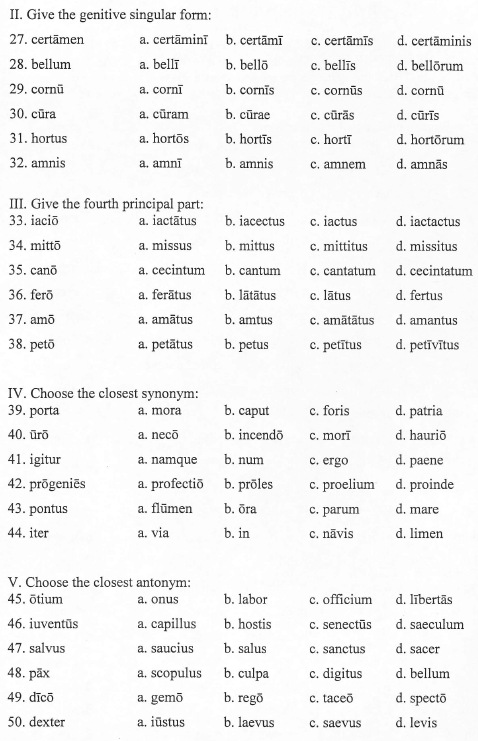 II. Give the genitive singular form:
27. certāmen a. certāminī b. certāmī c. certāmīs d. certāminis
28. bellum a. bellī b. bellō c. bellīs d. bellōrum
29. cornū a. cornī b. cornīs c. cornūs d. cornū
30. cūra a. cūram b. cūrae c. cūrās d. cūrīs
31. hortus a. hortōs b. hortīs c. hortī d. hortōrum
32. amnis a. amnī b. amnis c. amnem d. amnās
III. Give the fourth principal part:
33. iaciō a. iactātus b. iacectus c. iactus d. iactactus
34. mittō a. missus b. mittus c. mittitus d. missitus
35. canō a. cecintum b. cantum c. cantatum d. cecintatum
36. ferō a. ferātus b. lātātus c. lātus d. fertus
37. amō a. amātus b. amtus c. amātātus d. amantus
38. petō a. petātus b. petus c. petītus d. petīvītus
IV. Choose the closest synonym:
39. porta a. mora b. caput c. foris d. patria
40. ūrō a. necō b. incendō c. morī d. hauriō
41. igitur a. namque b. num c. ergo d. paene
42. prōgeniēs a. profectiō b. prōles c. proelium d. proinde
43. pontus a. flūmen b. ōra c. parum d. mare
44. iter a. via b. in c. nāvis d. limen
V. Choose the closest antonym:
45. ōtium a. onus b. labor c. officium d. lībertās
46. iuventūs a. capillus b. hostis c. senectūs d. saeculum
47. salvus a. saucius b. salus c. sanctus d. sacer
48. pāx a. scopulus b. culpa c. digitus d. bellum
49. dīcō a. gemō b. regō c. taceō d. spectō
50. dexter a. iūstus b. laevus c. saevus d. levis